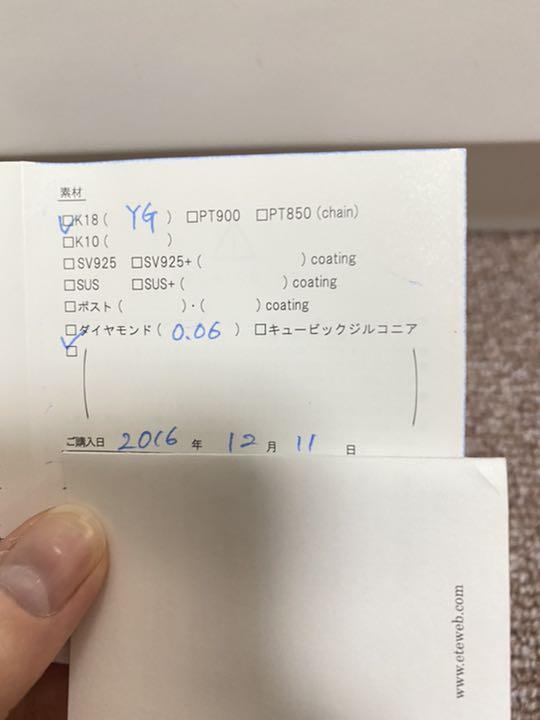 素材
☑K18 ( YG ) □PT900 □PT850 (chain)
□K10 ( )
□SV925 □SV925+ ( ) coating
□SUS □SUS+ ( ) coating
□ポスト ( )・( ) coating
☑ダイヤモンド ( 0.06 ) □キュービックジルコニア
□
ご購入日 2016 年 12 月 11 日
www.eteweb.com